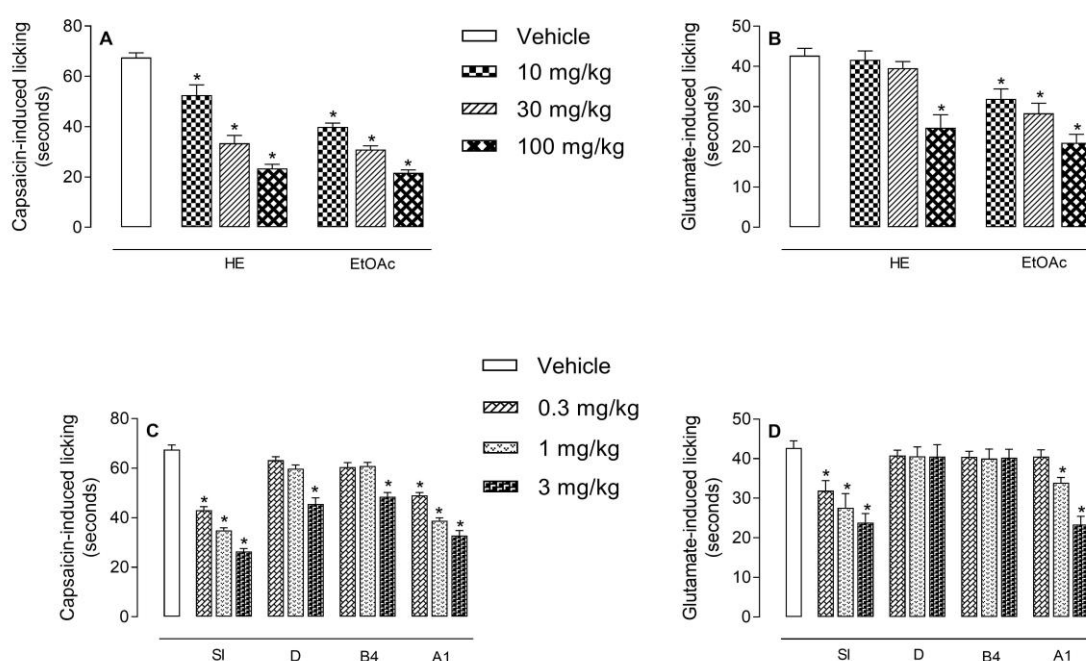 A
Capsaicin-induced licking
(seconds)
80
60
40
20
0
*
*
*
*
*
*
HE
EtOAc
Vehicle
10 mg/kg
30 mg/kg
100 mg/kg
B
Glutamate-induced licking
(seconds)
50
40
30
20
10
0
*
*
*
*
HE
EtOAc
C
Capsaicin-induced licking
(seconds)
80
60
40
20
0
*
*
*
*
*
*
*
*
SI
D
B4
A1
Vehicle
0.3 mg/kg
1 mg/kg
3 mg/kg
D
Glutamate-induced licking
(seconds)
50
40
30
20
10
0
*
*
*
*
*
SI
D
B4
A1